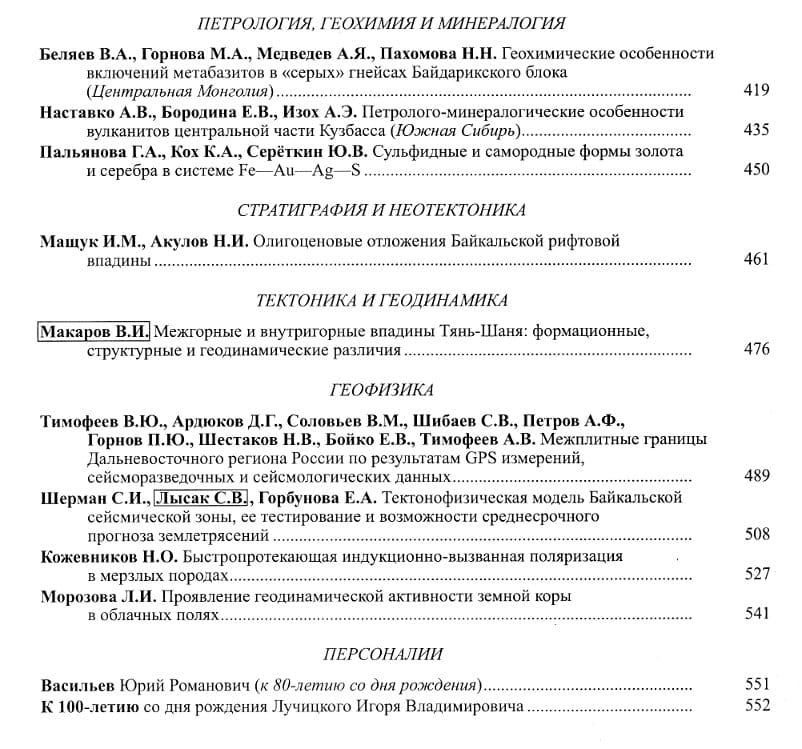 ПЕТРОЛОГИЯ, ГЕОХИМИЯ И МИНЕРАЛОГИЯ
Беляев В.А., Горнова М.А., Медведев А.Я., Пахомова Н.Н. Геохимические особенности
включений метабазитов в «серых» гнейсах Байдарикского блока
(Центральная Монголия)........ 419
Наставко А.В., Бородина Е.В., Изох А.Э. Петролого-минералогические особенности
вулканитов центральной части Кузбасса (Южная Сибирь)........ 435
Пальянова Г.А., Кох К.А., Серёткин Ю.В. Сульфидные и самородные формы золота
и серебра в системе Fe—Au—Ag—S........ 450
СТРАТИГРАФИЯ И НЕОТЕКТОНИКА
Мащук И.М., Акулов Н.И. Олигоценовые отложения Байкальской рифтовой
впадины........ 461
ТЕКТОНИКА И ГЕОДИНАМИКА
Макаров В.И. Межгорные и внутригорные впадины Тянь-Шаня: формационные,
структурные и геодинамические различия........ 476
ГЕОФИЗИКА
Тимофеев В.Ю., Ардюков Д.Г., Соловьев В.М., Шибаев С.В., Петров А.Ф.,
Горнов П.Ю., Шестаков Н.В., Бойко Е.В., Тимофеев А.В. Межплитные границы
Дальневосточного региона России по результатам GPS измерений,
сейсморазведочных и сейсмологических данных........ 489
Шерман С.И., Лысак С.В., Горбунова Е.А. Тектонофизическая модель Байкальской
сейсмической зоны, ее тестирование и возможности среднесрочного
прогноза землетрясений........ 508
Кожевников Н.О. Быстропротекающая индукционно-вызванная поляризация
в мерзлых породах........ 527
Морозова Л.И. Проявление геодинамической активности земной коры
в облачных полях........ 541
ПЕРСОНАЛИИ
Васильев Юрий Романович (к 80-летию со дня рождения)........ 551
К 100-летию со дня рождения Лучицкого Игоря Владимировича........ 552